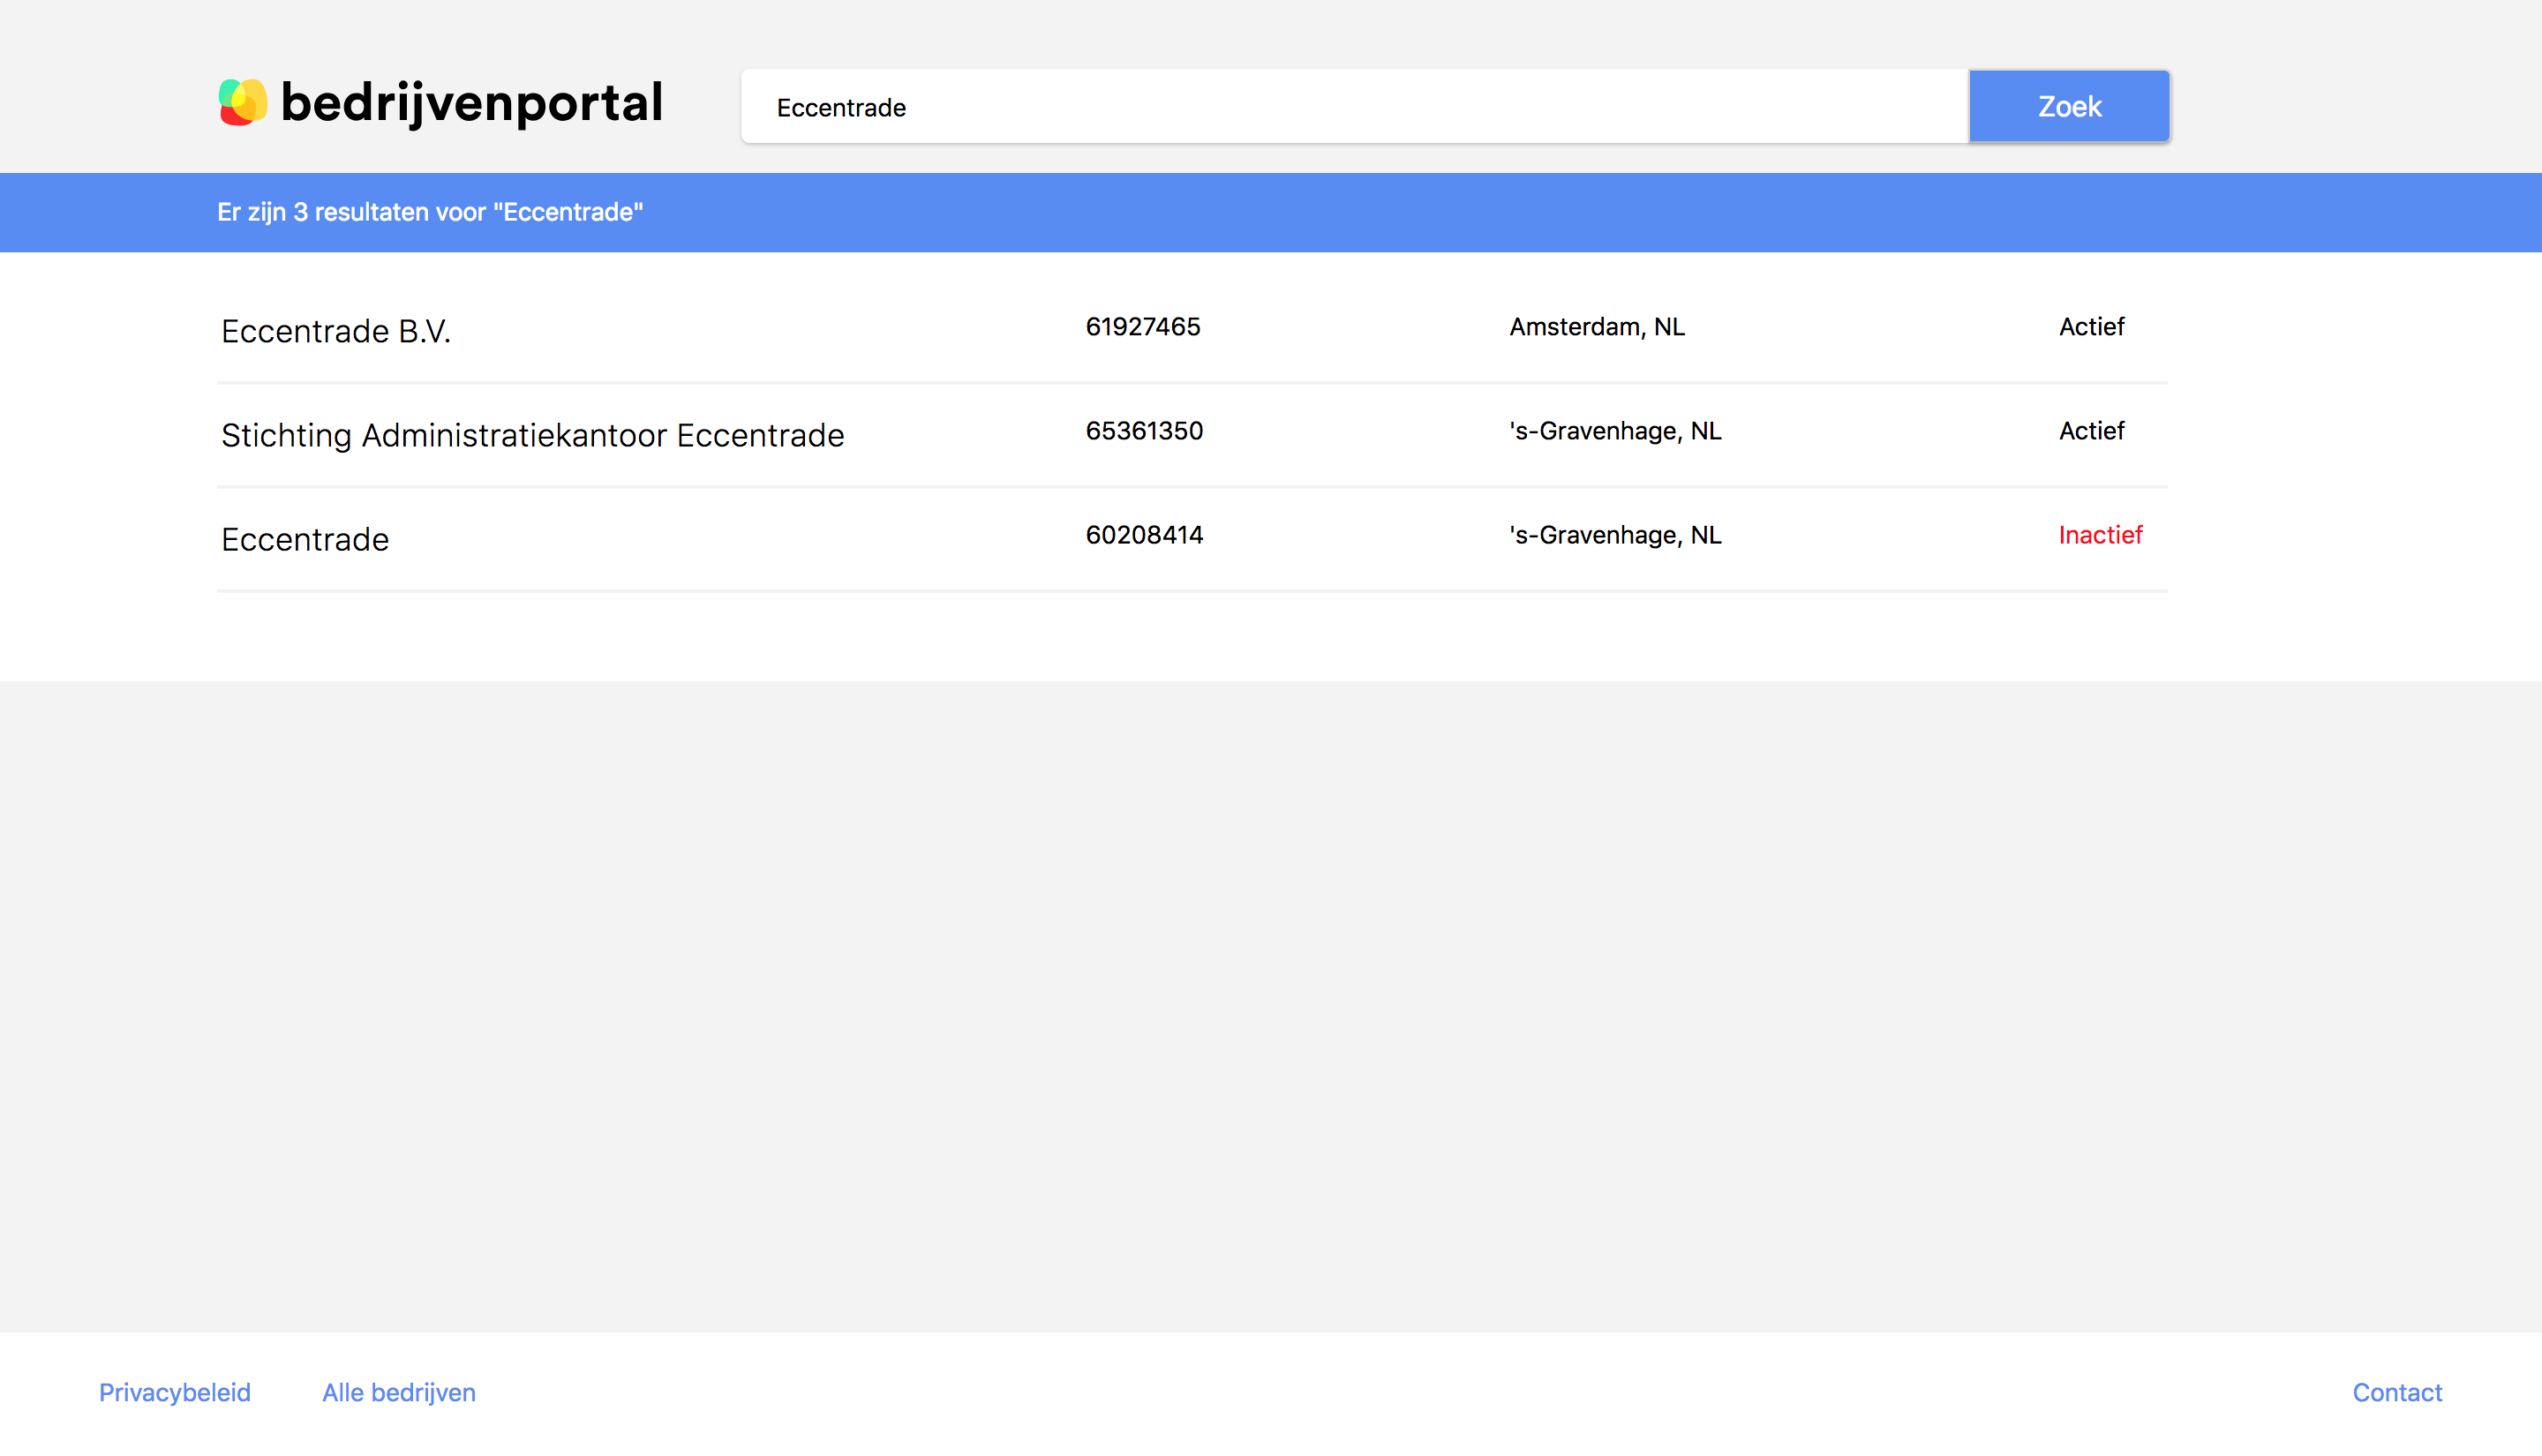 bedrijvenportal
Eccentrade
Zoek
Er zijn 3 resultaten voor "Eccentrade"
Eccentrade B.V. 61927465 Amsterdam, NL Actief
Stichting Administratiekantoor Eccentrade 65361350 's-Gravenhage, NL Actief
Eccentrade 60208414 's-Gravenhage, NL Inactief
Privacybeleid Alle bedrijven Contact